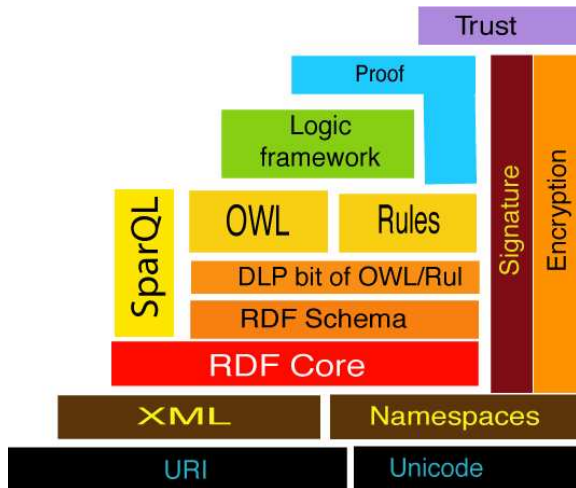 Trust
Proof
Logic
framework
SparQL
OWL
Rules
Signature
Encryption
DLP bit of OWL/Rul
RDF Schema
RDF Core
XML
Namespaces
URI
Unicode